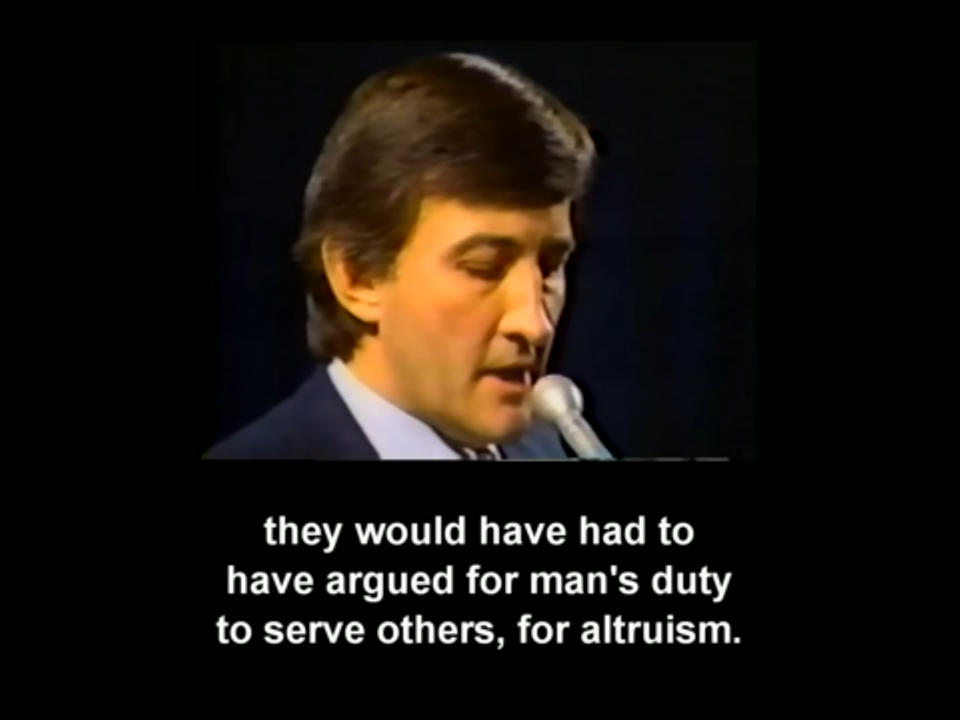 they would have had to
have argued for man's duty
to serve others, for altruism.